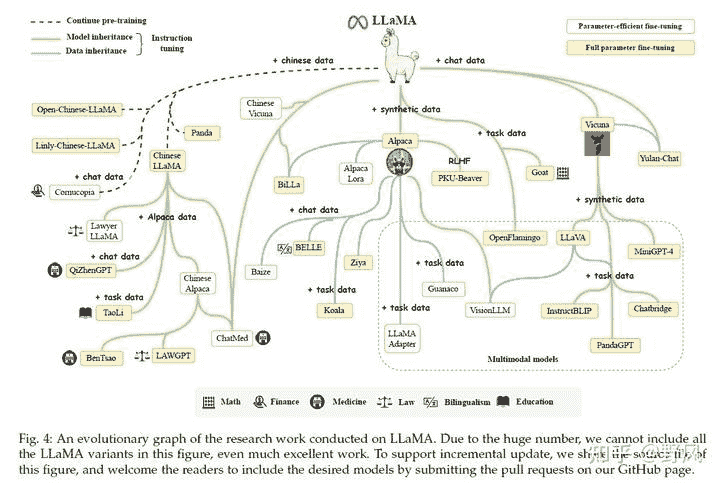 LLaMA
Continue pre-training
Model inheritance
Data inheritance
Instruction
tuning
Parameter-efficient fine-tuning
Full parameter fine-tuning
+ chinese data
+ chat data
+ synthetic data
+ task data
Open-Chinese-LLaMA
Linly-Chinese-LLaMA
Panda
Chinese
Vicuna
Alpaca
Vicuna
Yulan-Chat
Chinese
LLaMA
+ chat data
Cornucopia
BiLLa
Alpaca
Lora
RLHF
PKU-Beaver
Goat
+ Alpaca data
+ synthetic data
Lawyer
LLaMA
+ chat data
+ chat data
OpenFlamingo
LLaVA
MiniGPT-4
QiZhenGPT
Chinese
Alpaca
Baize
BELLE
Ziya
+ task data
+ task data
+ task data
TaoLi
+ task data
Koala
Guanaco
VisionLLM
InstructBLIP
Chatbridge
+ task data
ChatMed
LLaMA
Adapter
PandaGPT
BenTsao
LAWGPT
Multimodal models
Math
Finance
Medicine
Law
Bilingualism
Education
Fig. 4: An evolutionary graph of the research work conducted on LLaMA. Due to the huge number, we cannot include all
the LLaMA variants in this figure, even much excellent work. To support incremental update, we share the source file of
this figure, and welcome the readers to include the desired models by submitting the pull requests on our GitHub page.